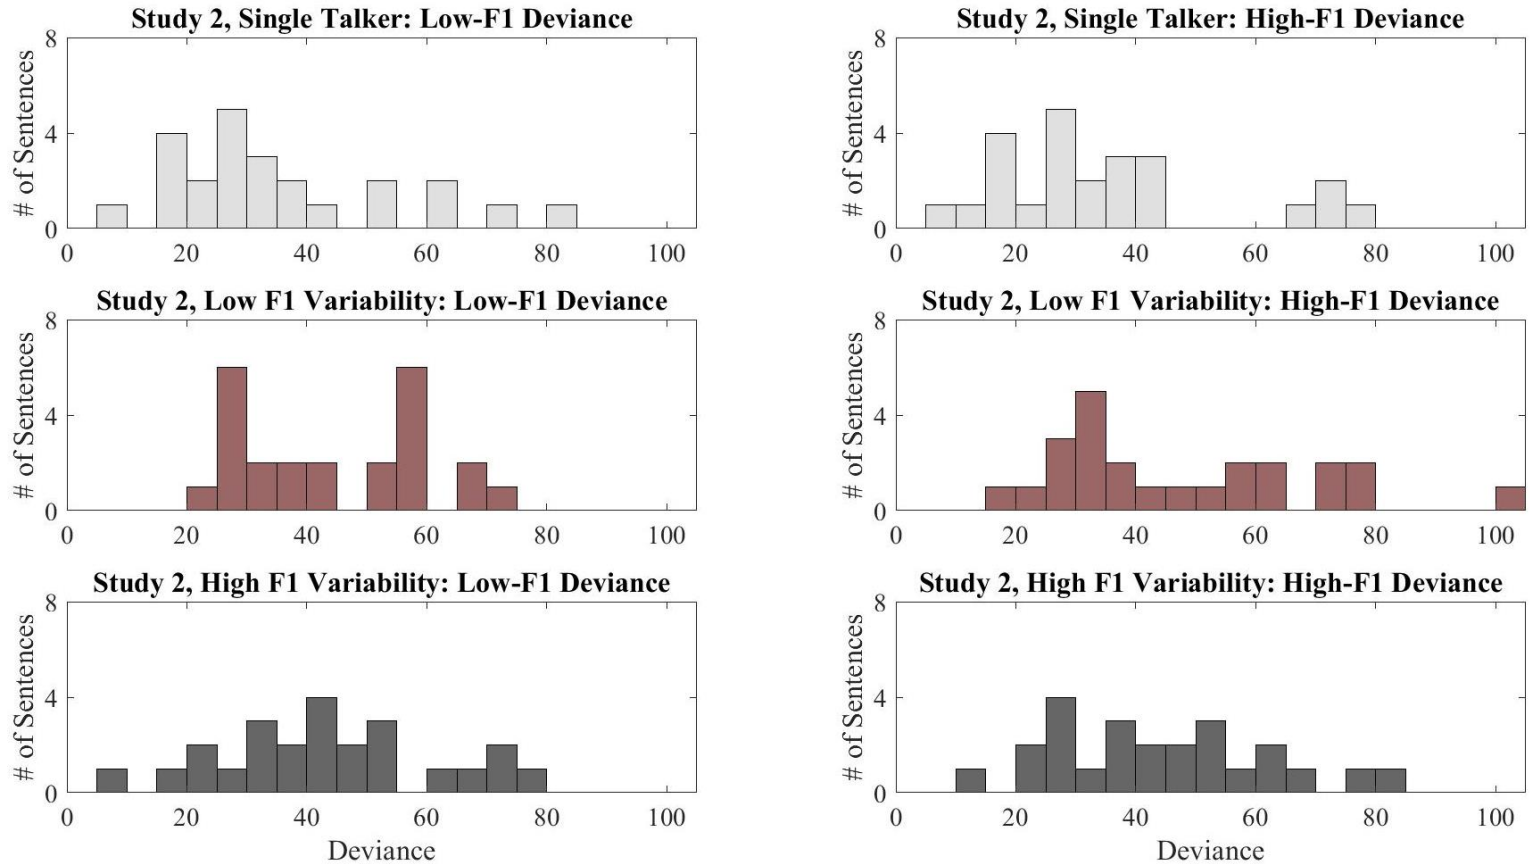 Study 2, Single Talker: Low-F1 Deviance
8
4
0
# of Sentences
0 20 40 60 80 100
Study 2, Single Talker: High-F1 Deviance
8
4
0
# of Sentences
0 20 40 60 80 100
Study 2, Low F1 Variability: Low-F1 Deviance
8
4
0
# of Sentences
0 20 40 60 80 100
Study 2, Low F1 Variability: High-F1 Deviance
8
4
0
# of Sentences
0 20 40 60 80 100
Study 2, High F1 Variability: Low-F1 Deviance
8
4
0
# of Sentences
0 20 40 60 80 100
Deviance
Study 2, High F1 Variability: High-F1 Deviance
8
4
0
# of Sentences
0 20 40 60 80 100
Deviance